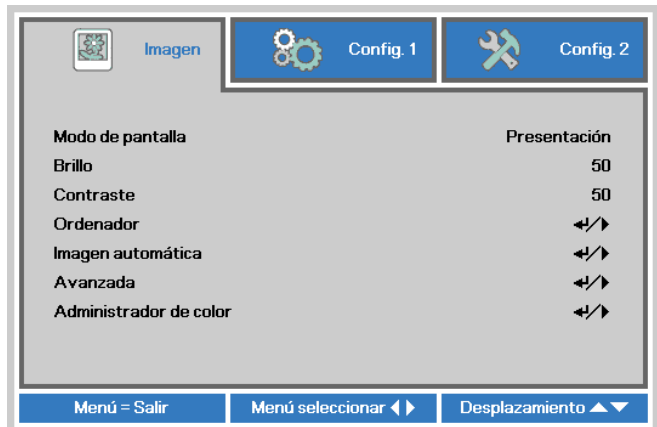 Imagen Config. 1 Config. 2
Modo de pantalla Presentación
Brillo 50
Contraste 50
Ordenador
Imagen automática
Avanzada
Administrador de color
Menú = Salir Menú seleccionar Desplazamiento